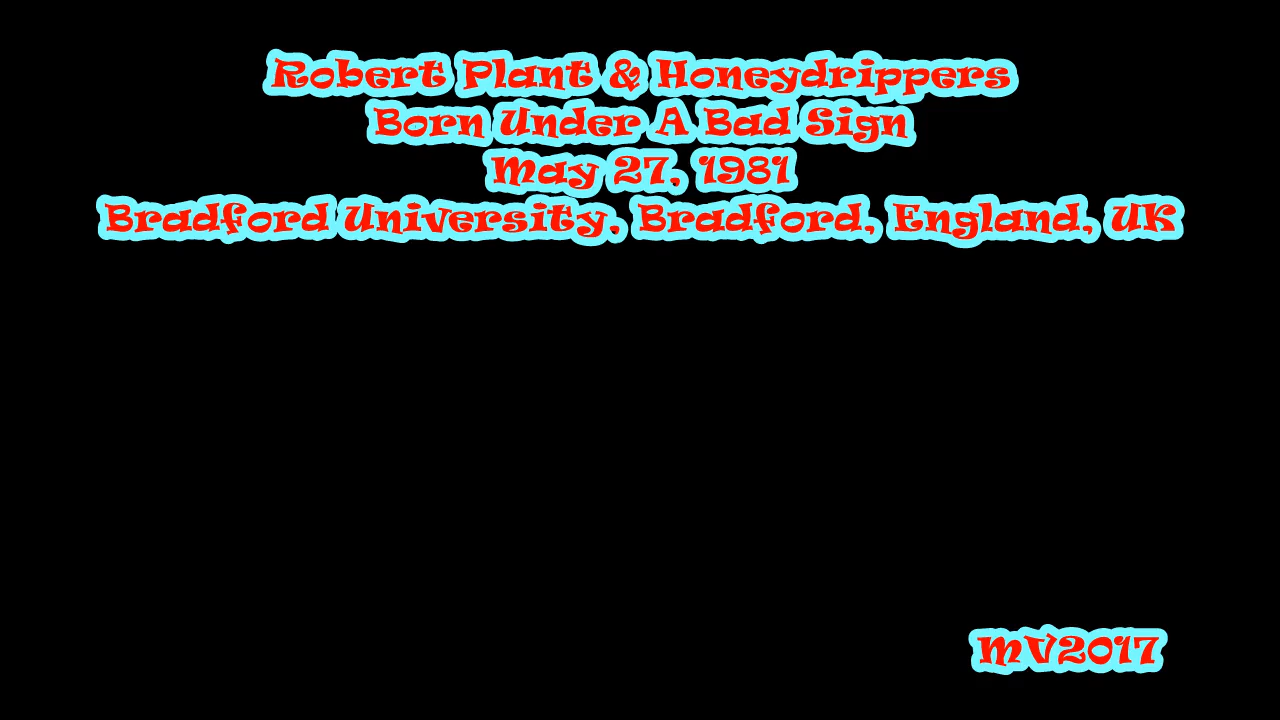 Robert Plant & Honeydrippers
Born Under A Bad Sign
May 27, 1981
Bradford University, Bradford, England, UK
MV2017